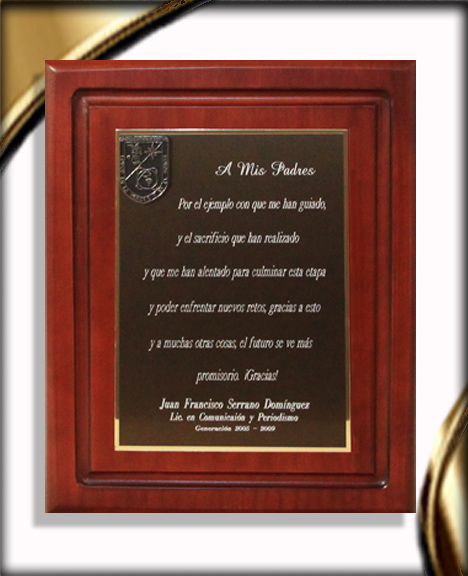 A Mis Padres
Por el ejemplo con que me han guiado,
y el sacrificio que han realizado
y que me han alentado para culminar esta etapa
y poder enfrentar nuevos retos, gracias a esto
y a muchas otras cosas, el futuro se ve más
promisorio. ¡Gracias!
Juan Francisco Serrano Domínguez
Lic. en Comunicaión y Periodismo
Generación 2005 - 2009